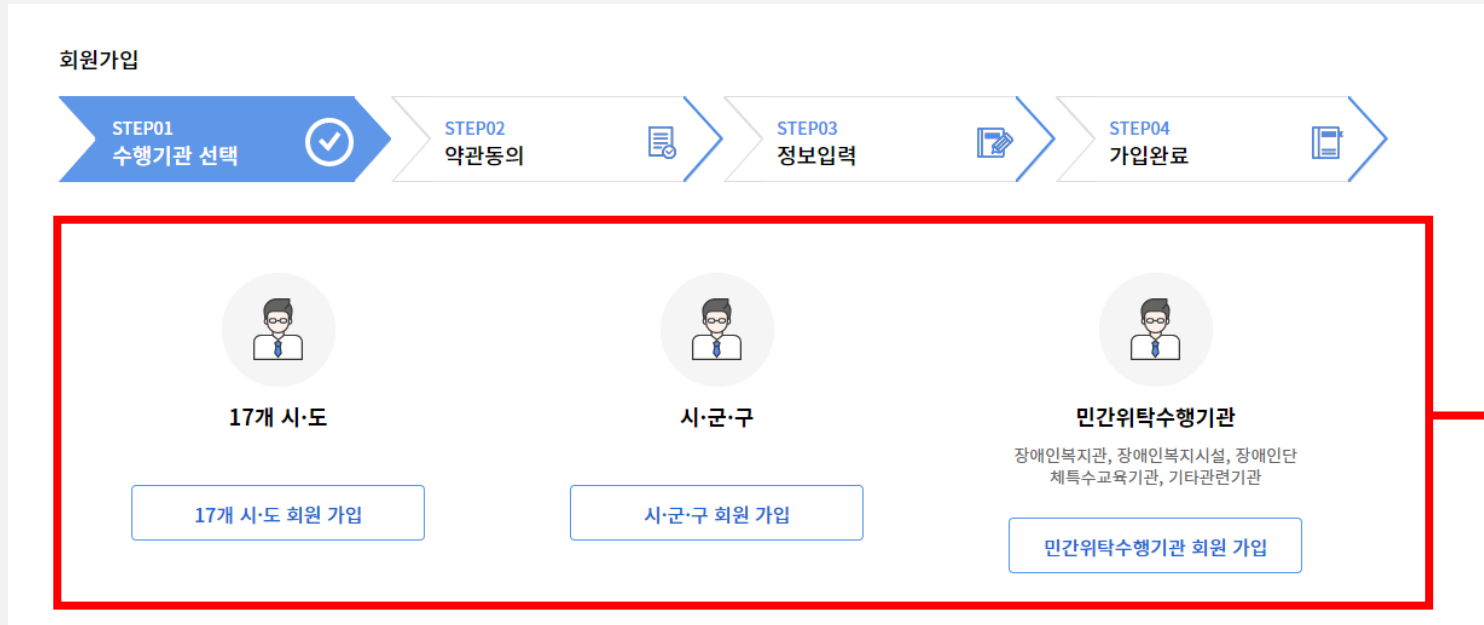 회원가입
STEP01
수행기관 선택
STEP02
약관동의
STEP03
정보입력
STEP04
가입완료
17개 시·도
시·군·구
민간위탁수행기관
장애인복지관, 장애인복지시설, 장애인단
체특수교육기관, 기타관련기관
17개 시·도 회원 가입
시·군·구 회원 가입
민간위탁수행기관 회원 가입